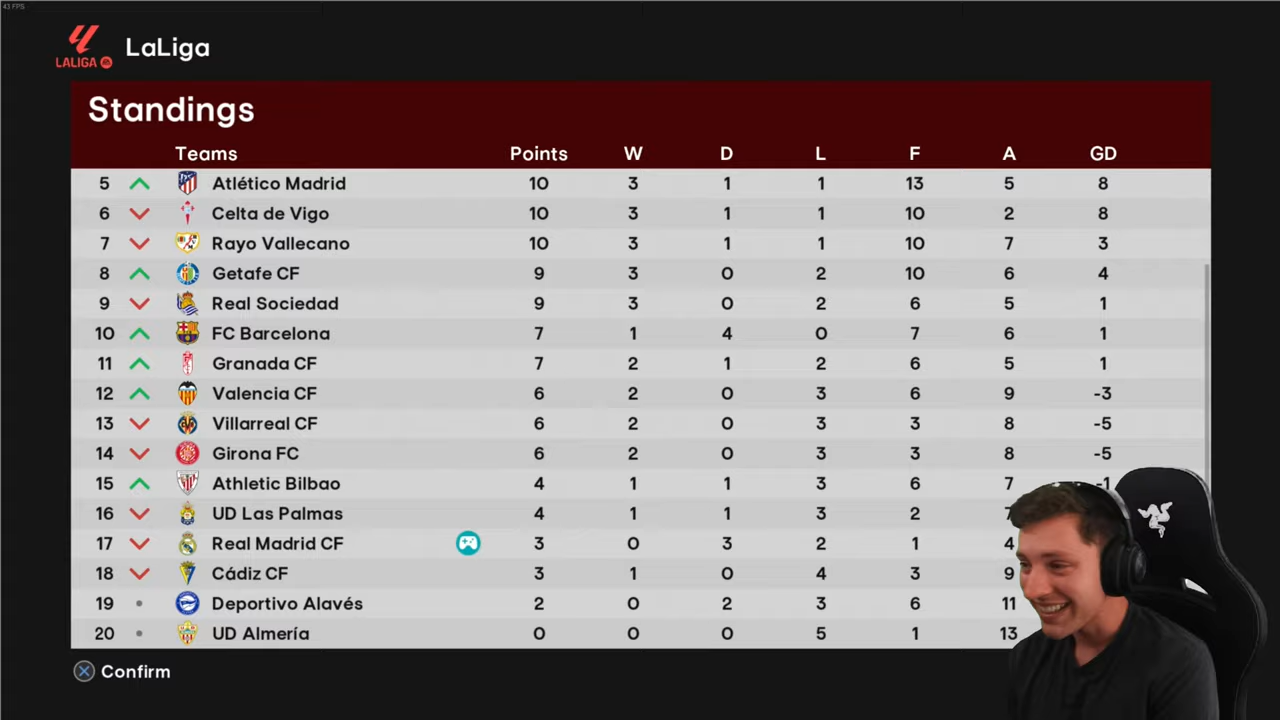 43 FPS
LALIGA EA LaLiga
Standings
Teams Points W D L F A GD
5 Atlético Madrid 10 3 1 1 13 5 8
6 Celta de Vigo 10 3 1 1 10 2 8
7 Rayo Vallecano 10 3 1 1 10 7 3
8 Getafe CF 9 3 0 2 10 6 4
9 Real Sociedad 9 3 0 2 6 5 1
10 FC Barcelona 7 1 4 0 7 6 1
11 Granada CF 7 2 1 2 6 5 1
12 Valencia CF 6 2 0 3 6 9 -3
13 Villarreal CF 6 2 0 3 3 8 -5
14 Girona FC 6 2 0 3 3 8 -5
15 Athletic Bilbao 4 1 1 3 6 7 -1
16 UD Las Palmas 4 1 1 3 2 7
17 Real Madrid CF 3 0 3 2 1 4
18 Cádiz CF 3 1 0 4 3 9
19 Deportivo Alavés 2 0 2 3 6 11
20 UD Almería 0 0 0 5 1 13
Confirm